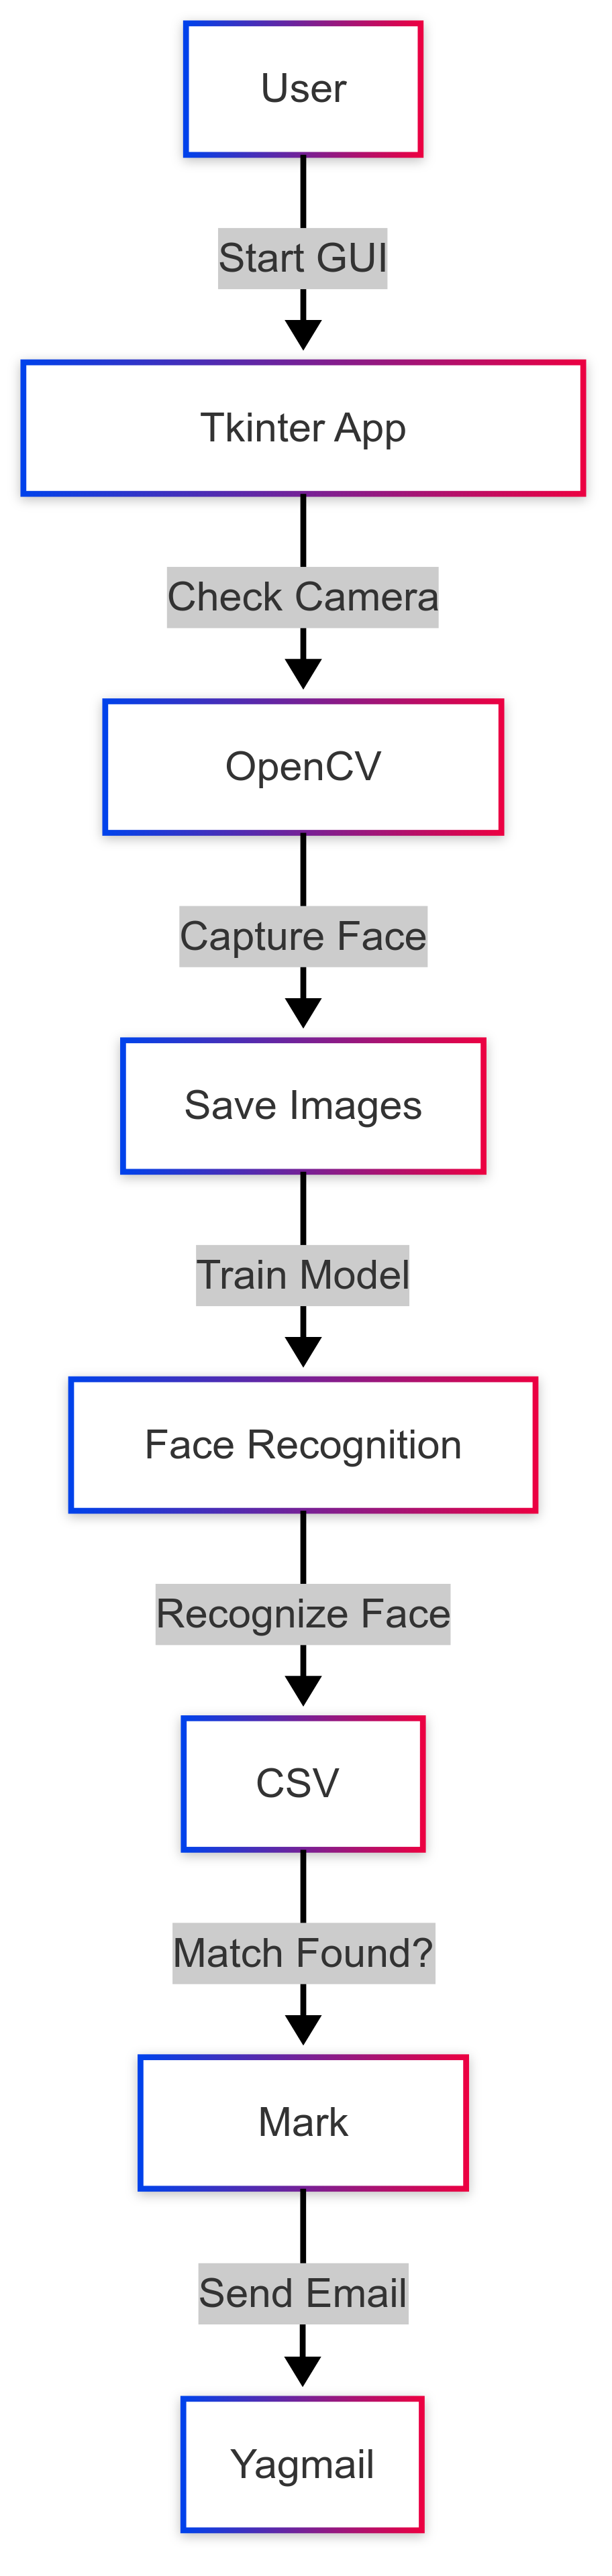 User
Start GUI
Tkinter App
Check Camera
OpenCV
Capture Face
Save Images
Train Model
Face Recognition
Recognize Face
CSV
Match Found?
Mark
Send Email
Yagmail